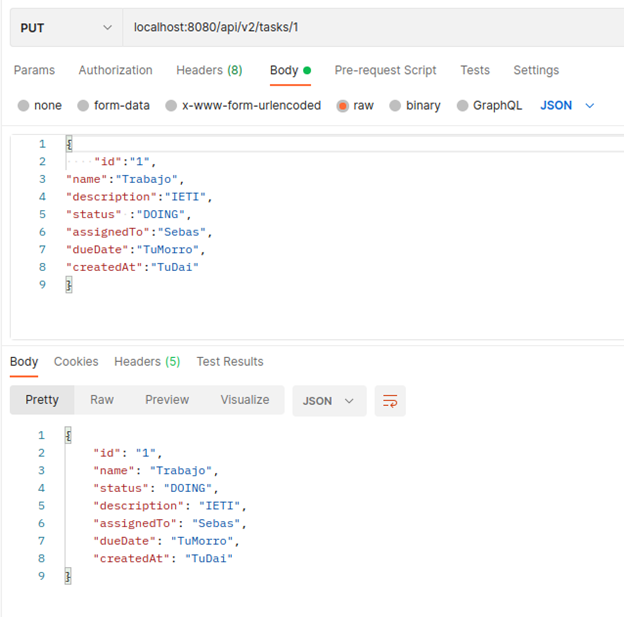 PUT localhost:8080/api/v2/tasks/1
Params Authorization Headers (8) Body Pre-request Script Tests Settings
none form-data x-www-form-urlencoded raw binary GraphQL JSON
1 {
2 ····"id":"1",
3 "name":"Trabajo",
4 "description":"IETI",
5 "status" :"DOING",
6 "assignedTo":"Sebas",
7 "dueDate":"TuMorro",
8 "createdAt":"TuDai"
9 }
Body Cookies Headers (5) Test Results
Pretty Raw Preview Visualize JSON
1 {
2 "id": "1",
3 "name": "Trabajo",
4 "status": "DOING",
5 "description": "IETI",
6 "assignedTo": "Sebas",
7 "dueDate": "TuMorro",
8 "createdAt": "TuDai"
9 }